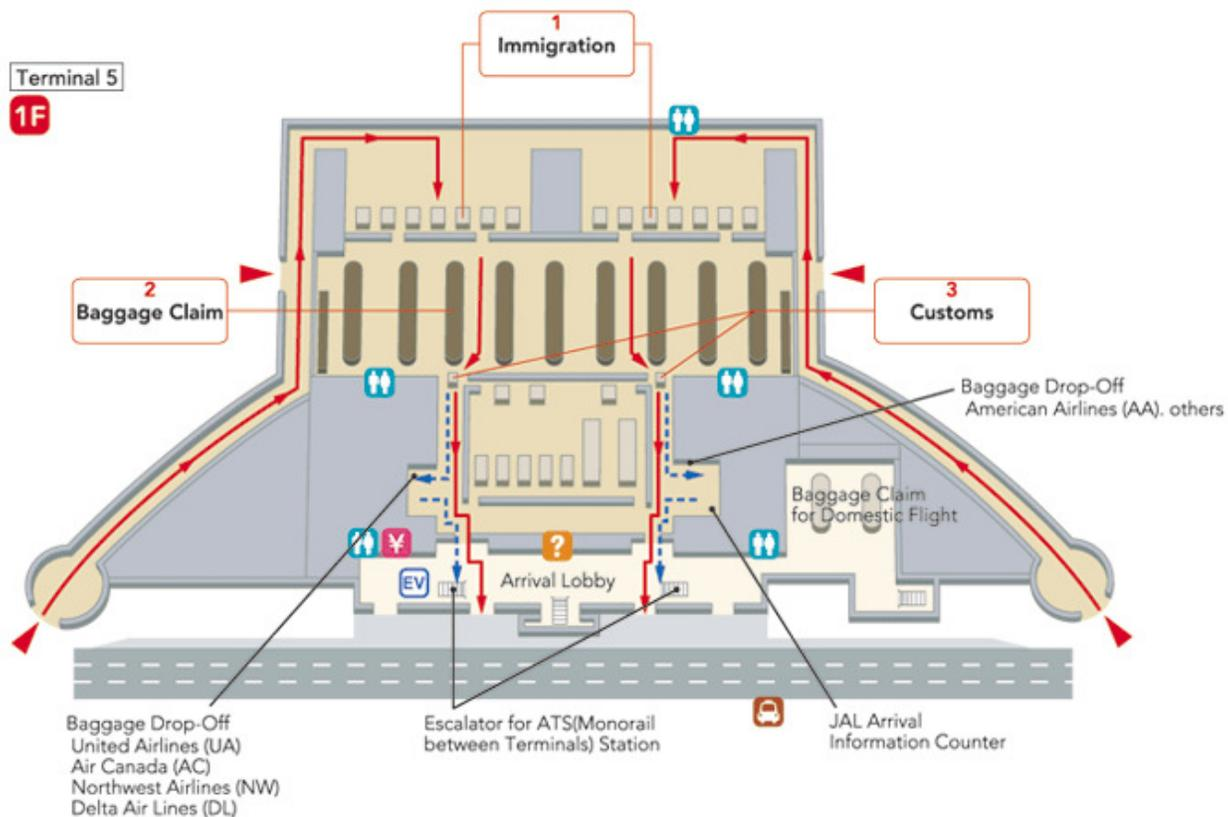 Terminal 5
1F
1
Immigration
2
Baggage Claim
3
Customs
Baggage Drop-Off
American Airlines (AA). others
Baggage Claim
for Domestic Flight
¥
?
EV
Arrival Lobby
Baggage Drop-Off
United Airlines (UA)
Air Canada (AC)
Northwest Airlines (NW)
Delta Air Lines (DL)
Escalator for ATS(Monorail
between Terminals) Station
JAL Arrival
Information Counter